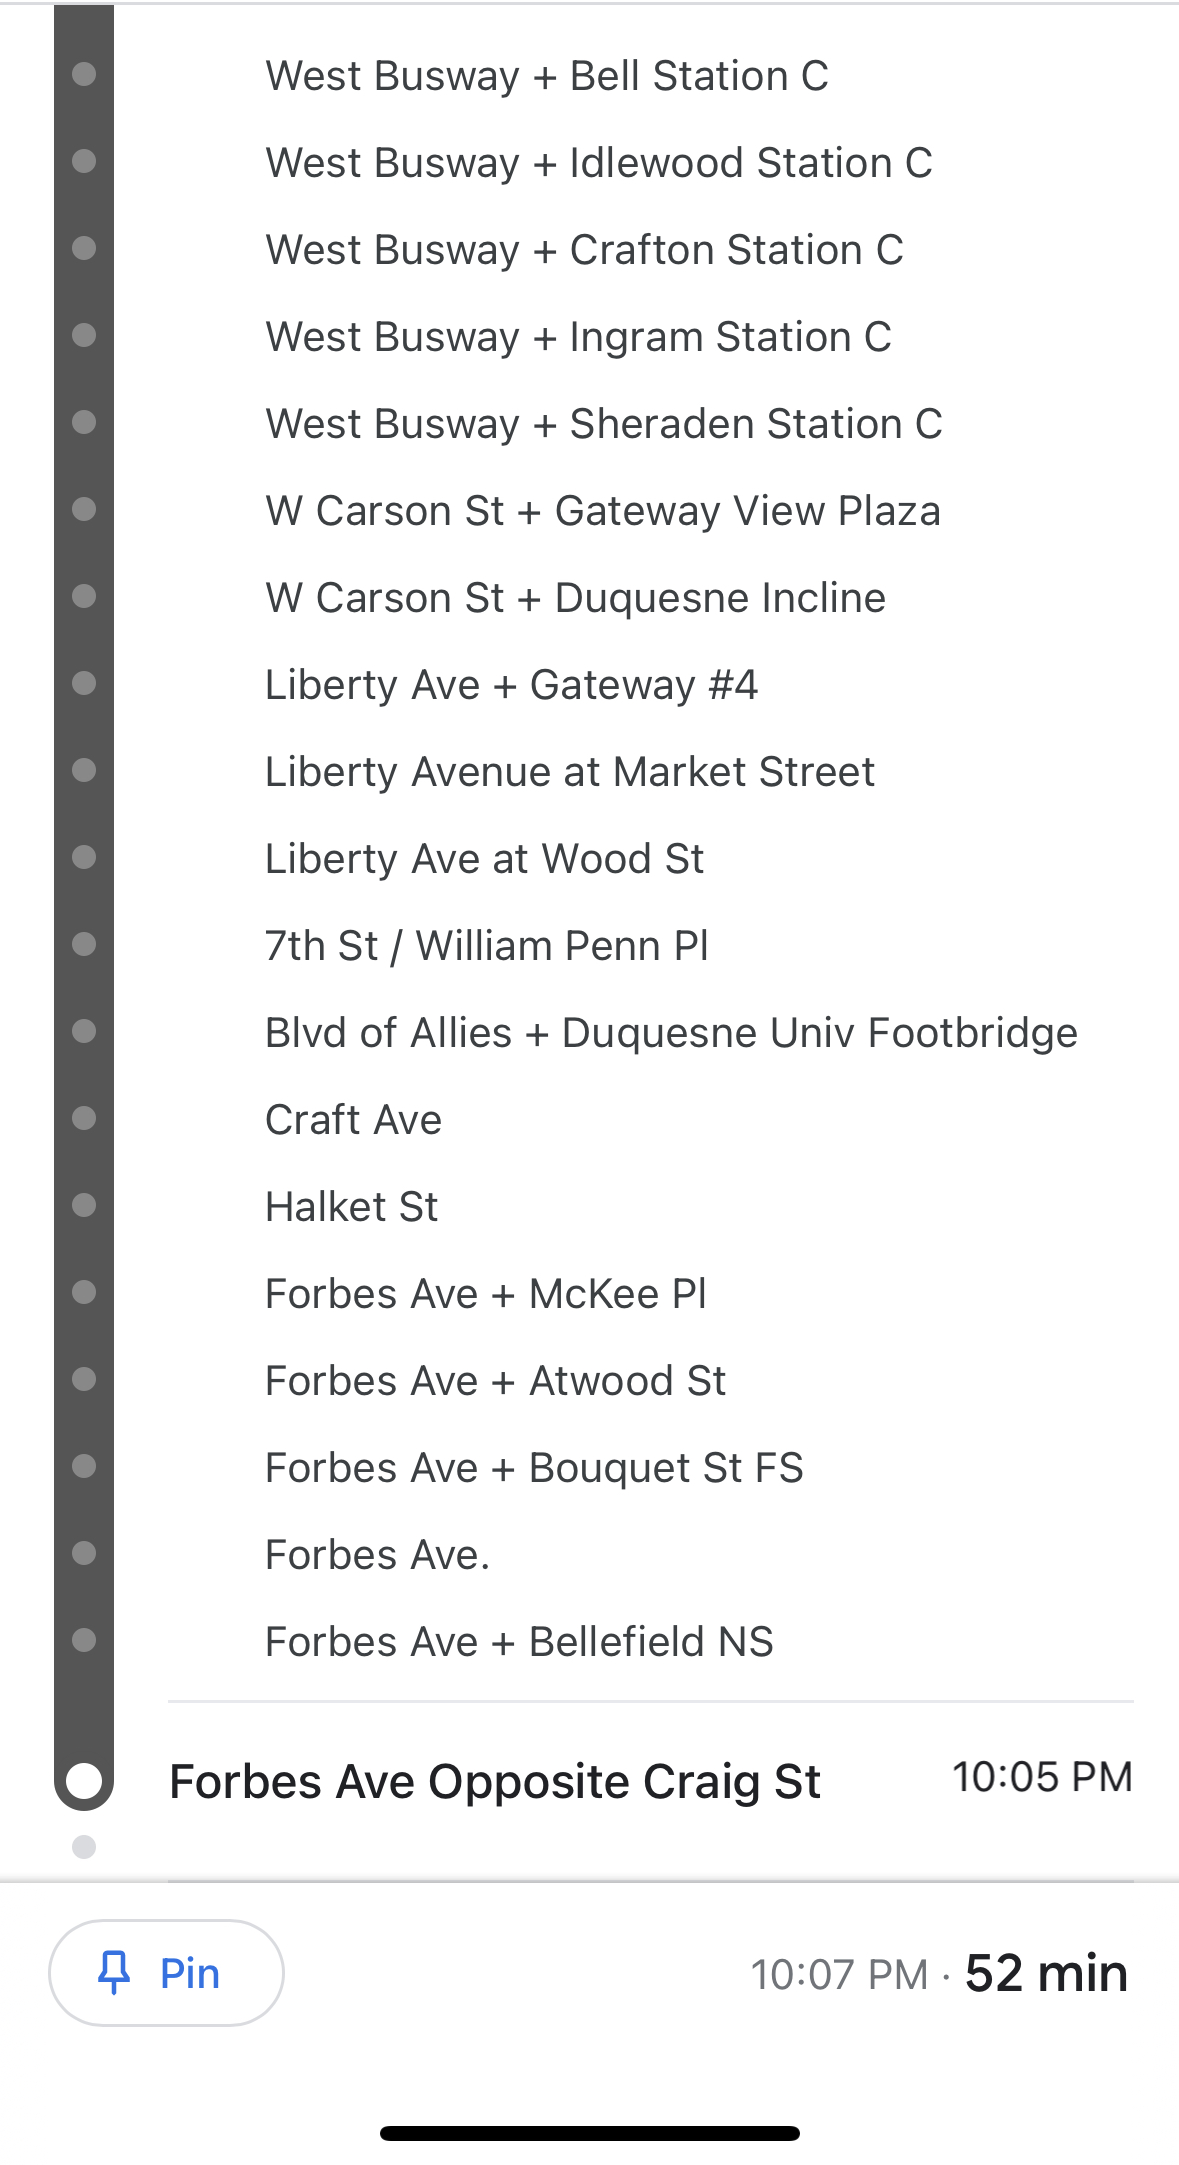 West Busway + Bell Station C
West Busway + Idlewood Station C
West Busway + Crafton Station C
West Busway + Ingram Station C
West Busway + Sheraden Station C
W Carson St + Gateway View Plaza
W Carson St + Duquesne Incline
Liberty Ave + Gateway #4
Liberty Avenue at Market Street
Liberty Ave at Wood St
7th St / William Penn Pl
Blvd of Allies + Duquesne Univ Footbridge
Craft Ave
Halket St
Forbes Ave + McKee Pl
Forbes Ave + Atwood St
Forbes Ave + Bouquet St FS
Forbes Ave.
Forbes Ave + Bellefield NS
Forbes Ave Opposite Craig St 10:05 PM
Pin 10:07 PM · 52 min